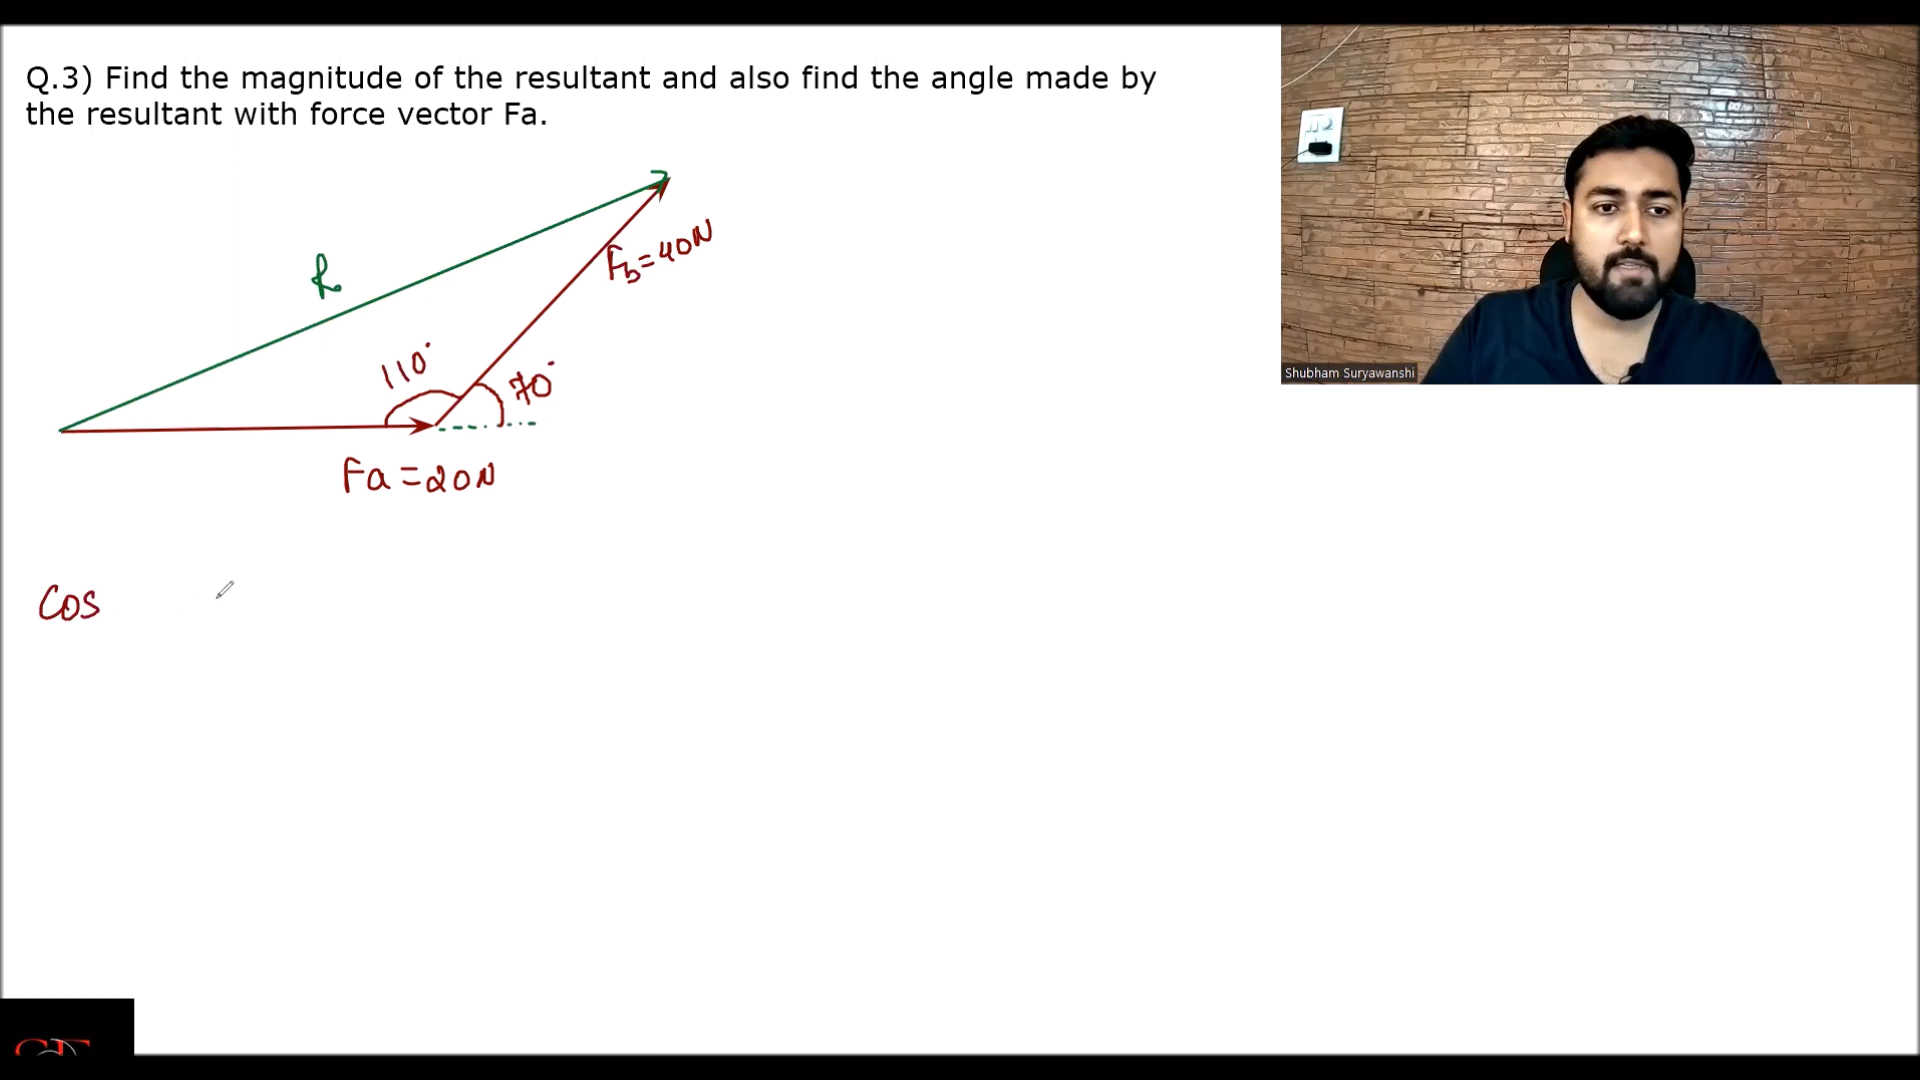 Q.3) Find the magnitude of the resultant and also find the angle made by
the resultant with force vector Fa.
R
Fb=40N
110°
70°
Fa=20N
Shubham Suryawanshi
Cos